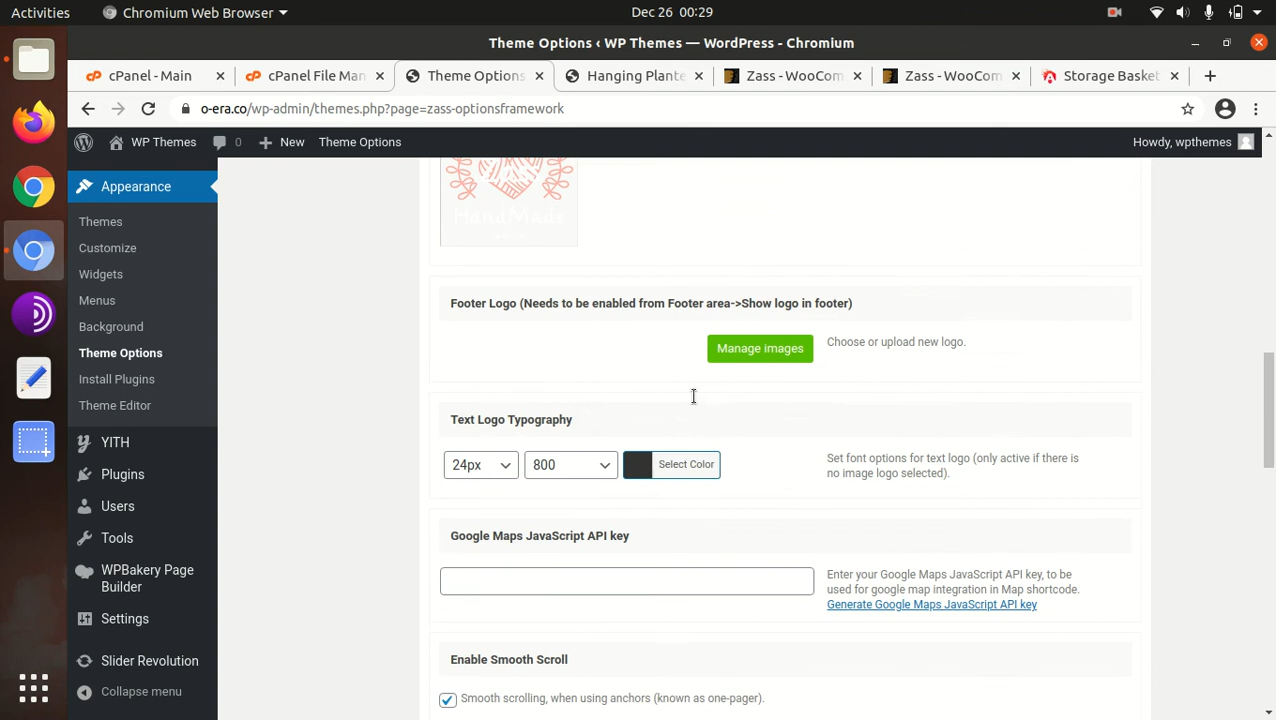 Activities Chromium Web Browser Dec 26 00:29
Theme Options ‹ WP Themes — WordPress - Chromium
cPanel - Main cPanel File Man Theme Options Hanging Plante Zass - WooCom Zass - WooCom Storage Basket
o-era.co/wp-admin/themes.php?page=zass-optionsframework
WP Themes 0 New Theme Options Howdy, wpthemes
Appearance
Themes
Customize
Widgets
Menus
Background
Theme Options
Install Plugins
Theme Editor
YITH
Plugins
Users
Tools
WPBakery Page
Builder
Settings
Slider Revolution
Collapse menu
HandMade
Footer Logo (Needs to be enabled from Footer area->Show logo in footer)
Manage images
Choose or upload new logo.
Text Logo Typography
24px 800 Select Color
Set font options for text logo (only active if there is
no image logo selected).
Google Maps JavaScript API key
Enter your Google Maps JavaScript API key, to be
used for google map integration in Map shortcode.
Generate Google Maps JavaScript API key
Enable Smooth Scroll
Smooth scrolling, when using anchors (known as one-pager).